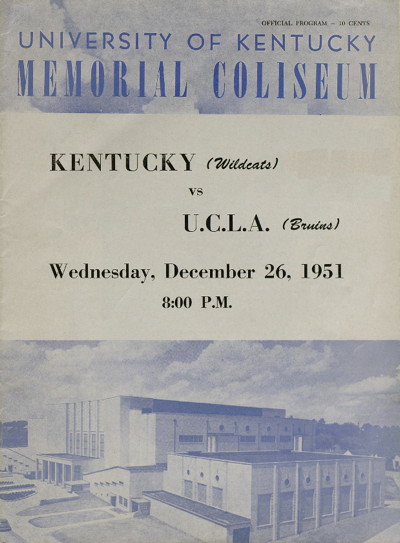 OFFICIAL PROGRAM - 10 CENTS
UNIVERSITY OF KENTUCKY
MEMORIAL COLISEUM
KENTUCKY (Wildcats)
vs
U.C.L.A. (Bruins)
Wednesday, December 26, 1951
8:00 P.M.